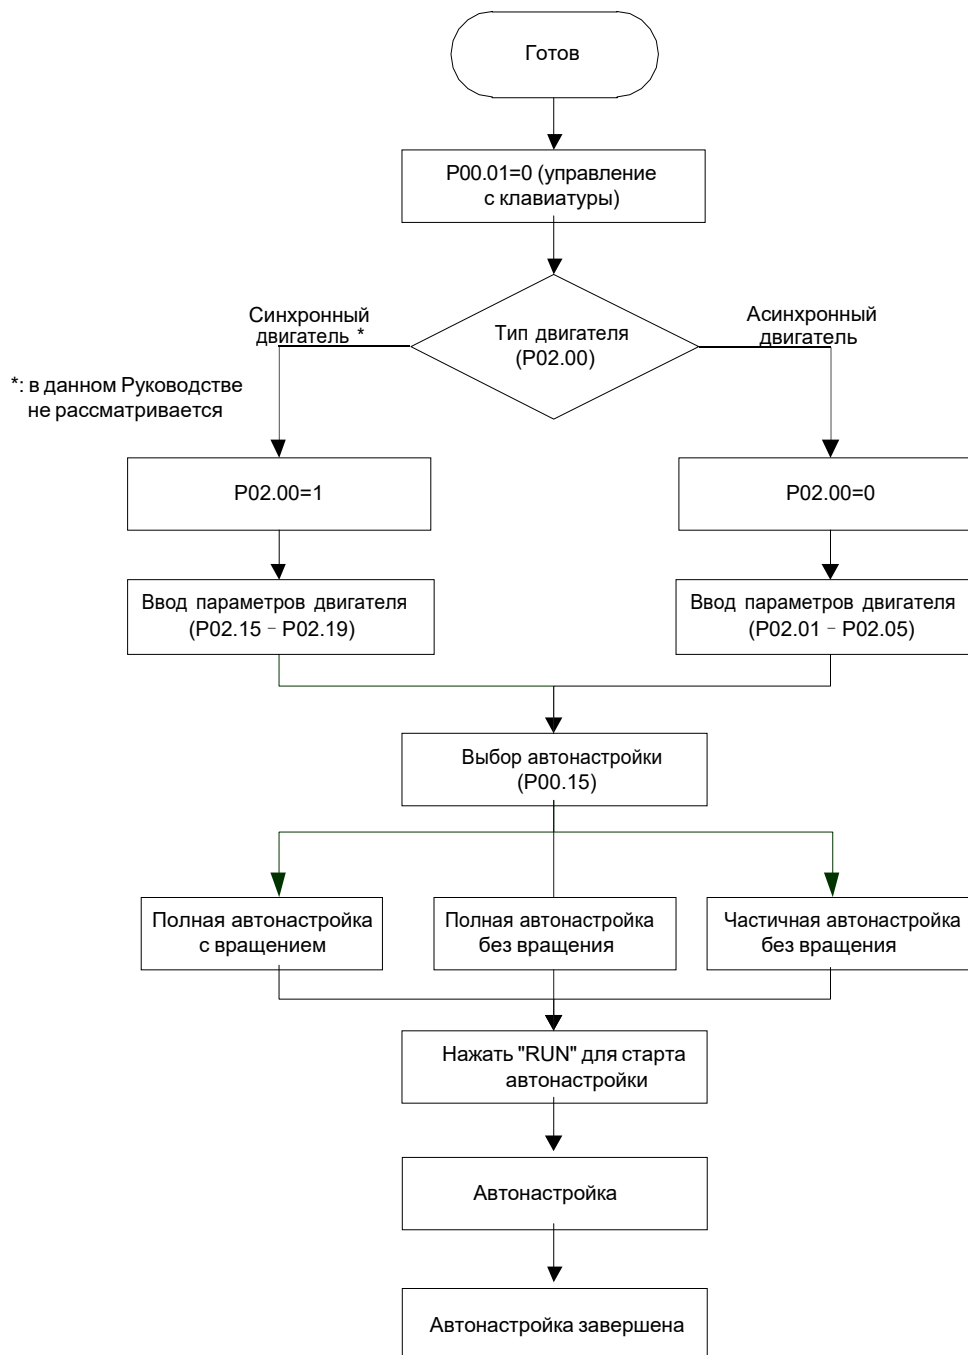 Готов
P00.01=0 (управление
с клавиатуры)
Синхронный
двигатель *
Тип двигателя
(P02.00)
Асинхронный
двигатель
*: в данном Руководстве
не рассматривается
P02.00=1
P02.00=0
Ввод параметров двигателя
(P02.15 - P02.19)
Ввод параметров двигателя
(P02.01 - P02.05)
Выбор автонастройки
(P00.15)
Полная автонастройка
с вращением
Полная автонастройка
без вращения
Частичная автонастройка
без вращения
Нажать "RUN" для старта
автонастройки
Автонастройка
Автонастройка завершена